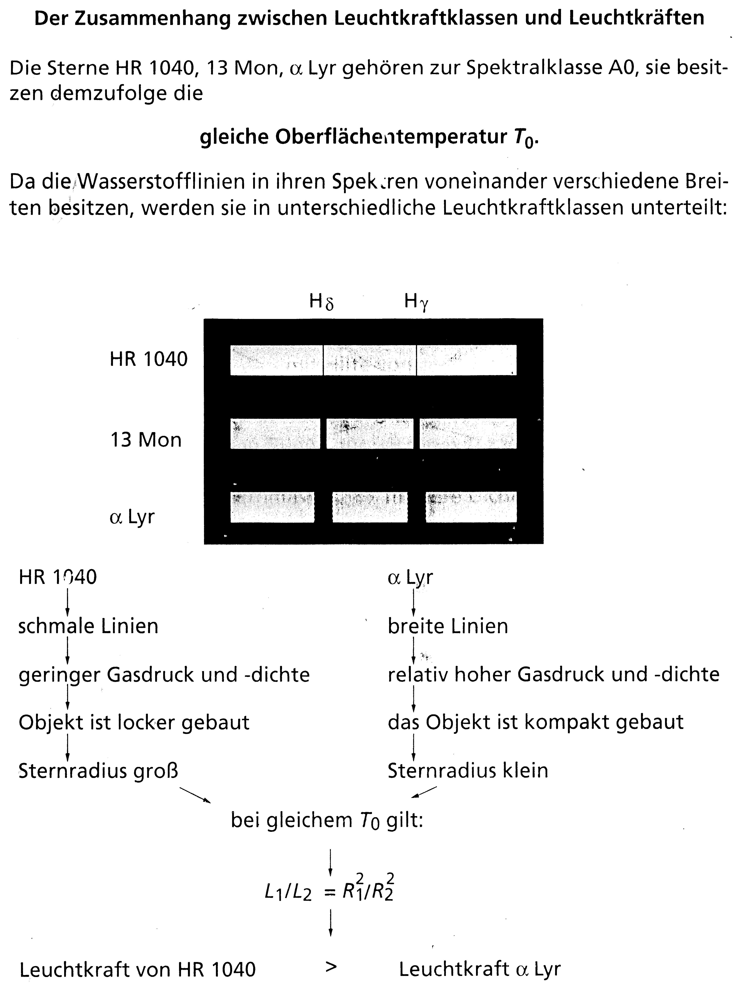 Der Zusammenhang zwischen Leuchtkraftklassen und Leuchtkräften
Die Sterne HR 1040, 13 Mon, α Lyr gehören zur Spektralklasse A0, sie besit-
zen demzufolge die
gleiche Oberflächentemperatur T₀.
Da die Wasserstofflinien in ihren Spektren voneinander verschiedene Brei-
ten besitzen, werden sie in unterschiedliche Leuchtkraftklassen unterteilt:
Hδ Hγ
HR 1040
13 Mon
α Lyr
HR 1040 α Lyr
schmale Linien breite Linien
geringer Gasdruck und -dichte relativ hoher Gasdruck und -dichte
Objekt ist locker gebaut das Objekt ist kompakt gebaut
Sternradius groß Sternradius klein
bei gleichem T₀ gilt:
L₁/L₂ = R₁²/R₂²
Leuchtkraft von HR 1040 > Leuchtkraft α Lyr